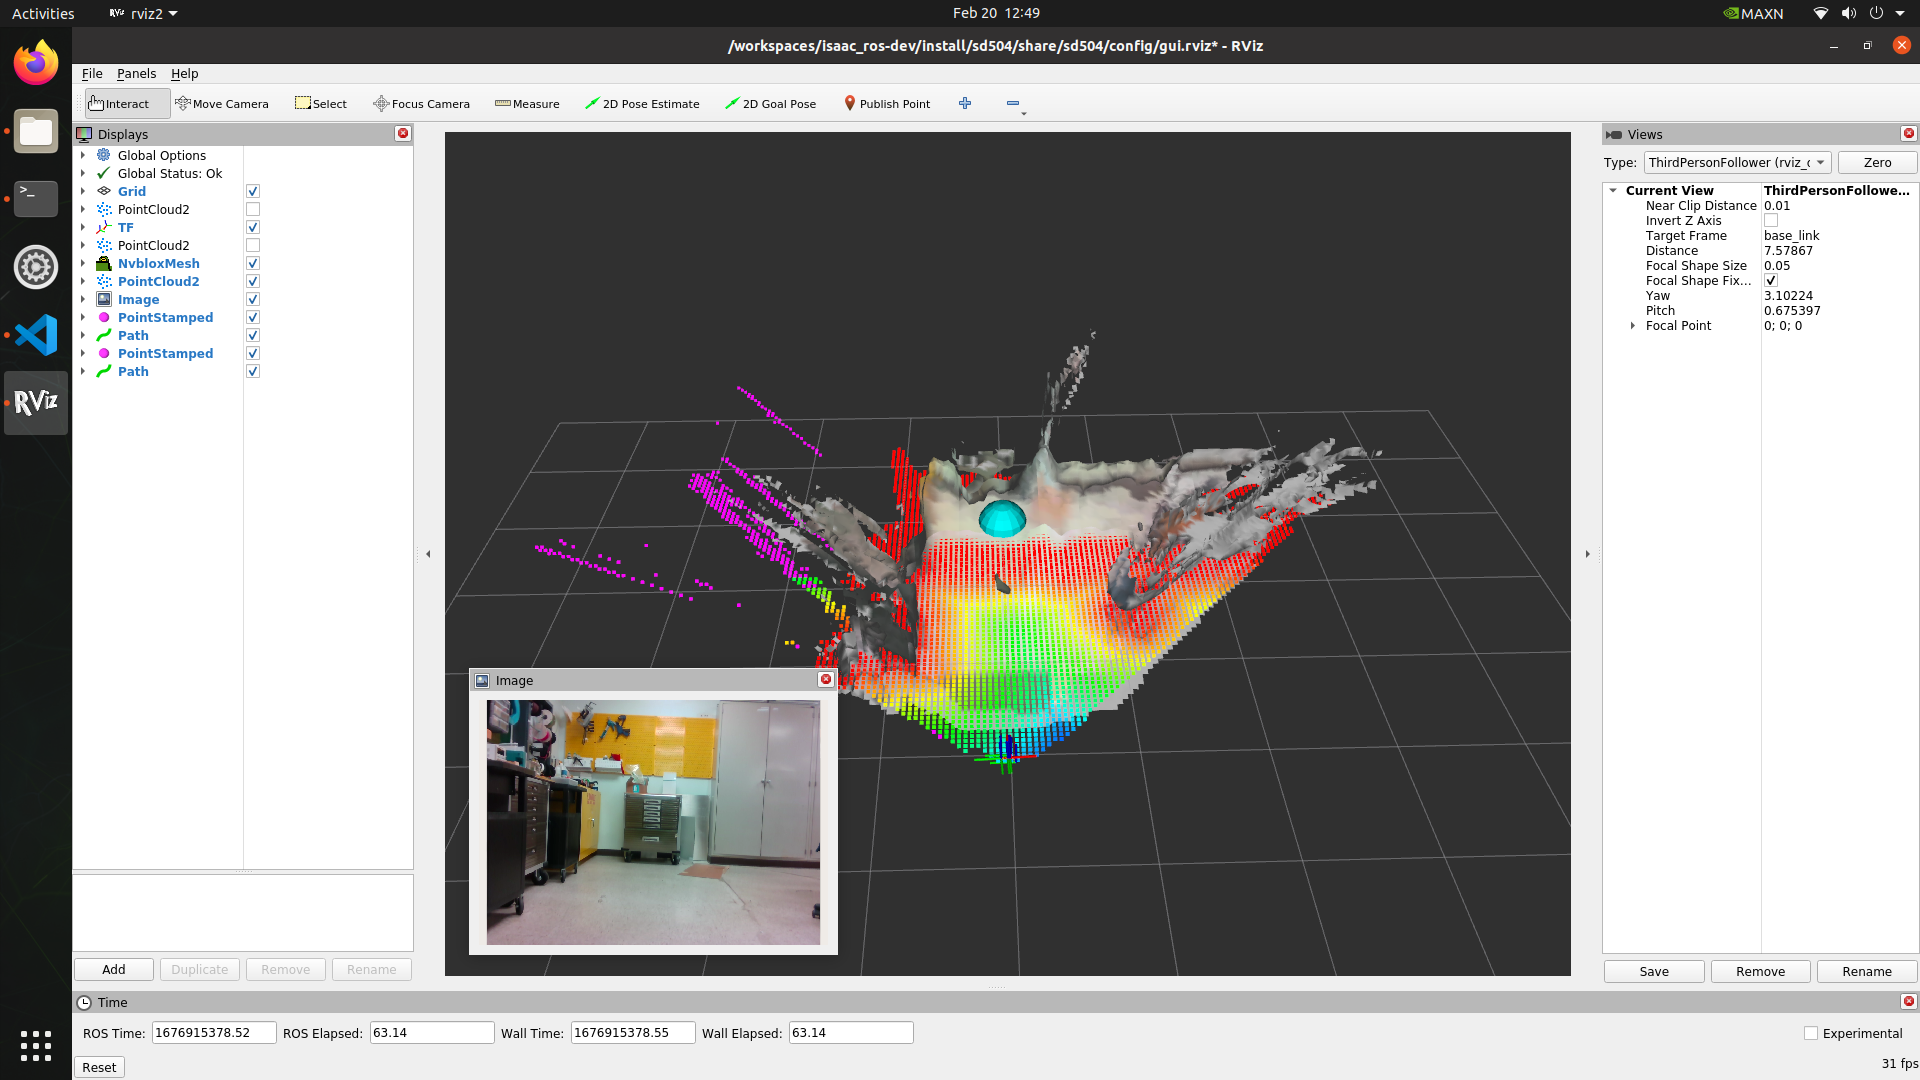 Activities
rviz2
Feb 20 12:49
MAXN
/workspaces/isaac_ros-dev/install/sd504/share/sd504/config/gui.rviz* - RViz
File Panels Help
Interact
Move Camera
Select
Focus Camera
Measure
2D Pose Estimate
2D Goal Pose
Publish Point
Displays
Global Options
Global Status: Ok
Grid
PointCloud2
TF
PointCloud2
NvbloxMesh
PointCloud2
Image
PointStamped
Path
PointStamped
Path
Add
Duplicate
Remove
Rename
>_
RViz
Image
Views
Type: ThirdPersonFollower (rviz_c
Zero
Current View ThirdPersonFollowe...
Near Clip Distance 0.01
Invert Z Axis
Target Frame base_link
Distance 7.57867
Focal Shape Size 0.05
Focal Shape Fix...
Yaw 3.10224
Pitch 0.675397
Focal Point 0; 0; 0
Save
Remove
Rename
Time
ROS Time: 1676915378.52 ROS Elapsed: 63.14 Wall Time: 1676915378.55 Wall Elapsed: 63.14
Experimental
Reset
31 fps